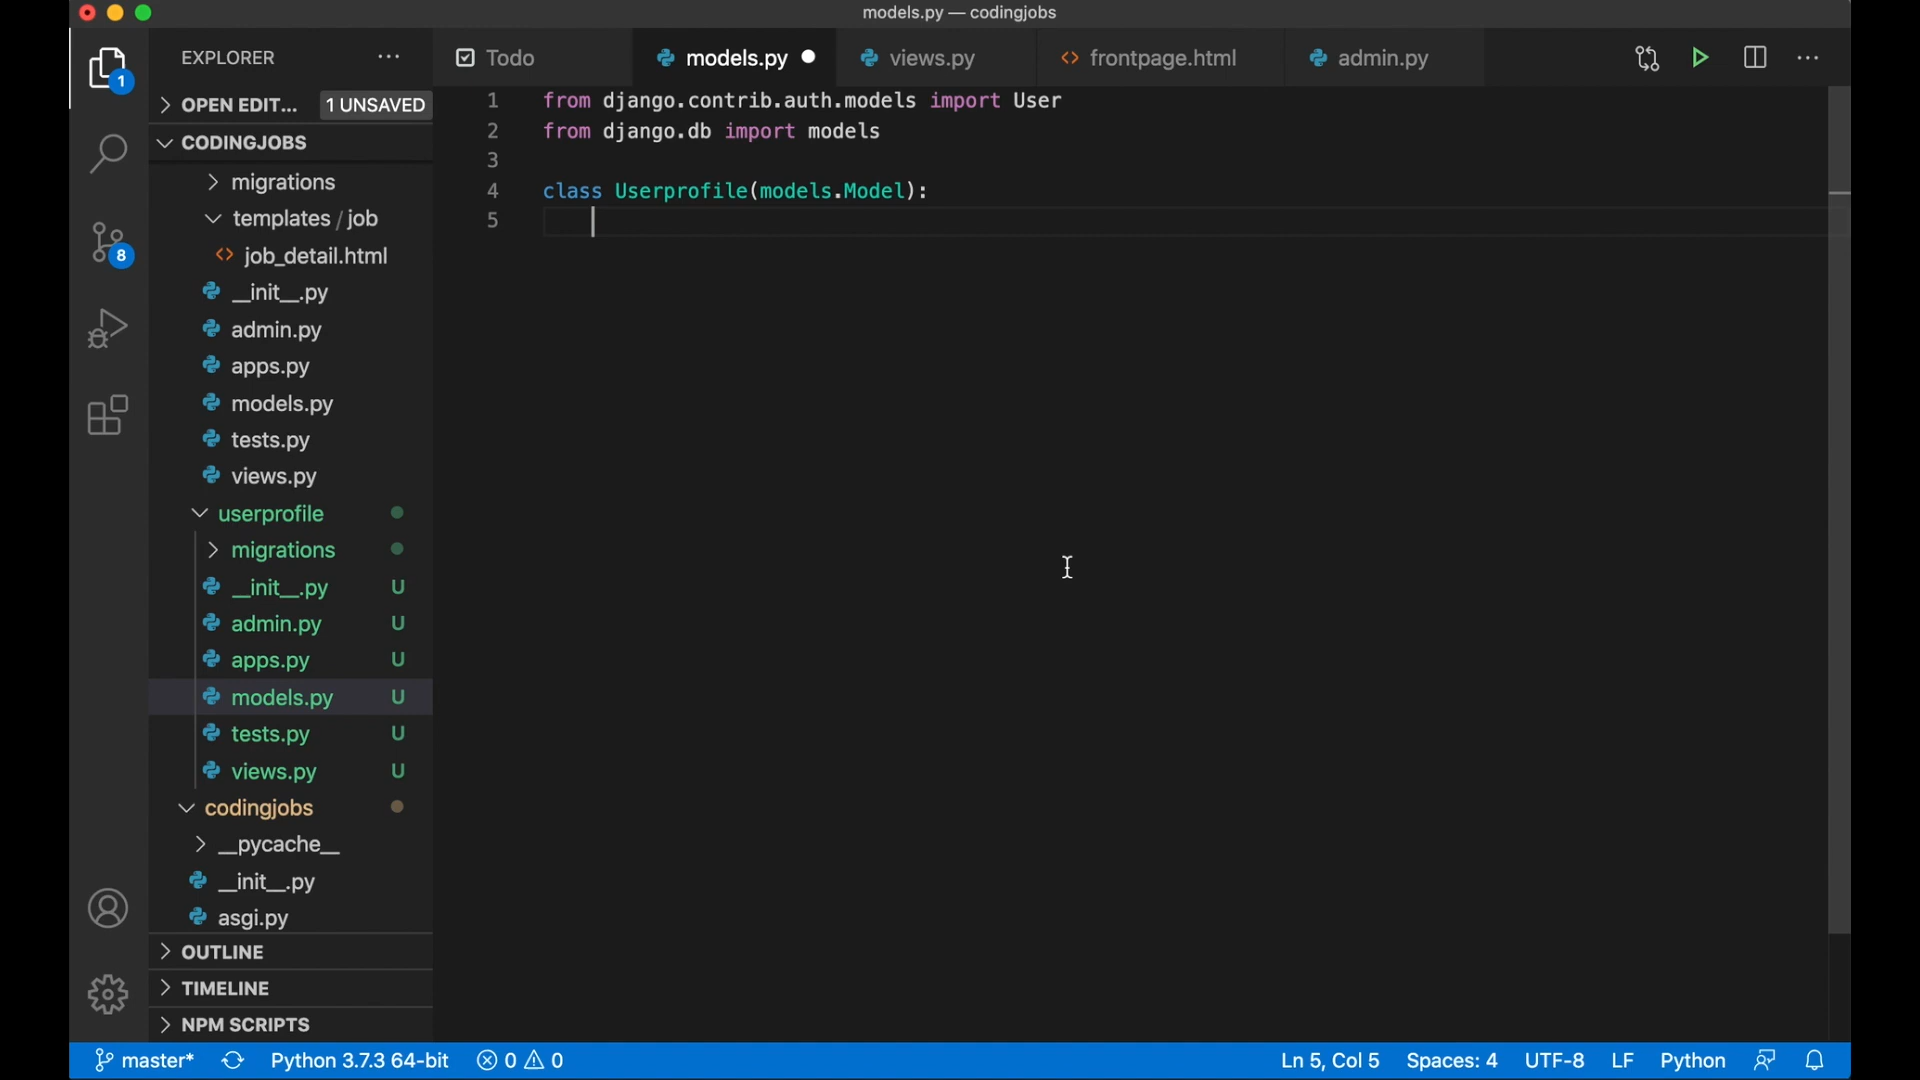 models.py — codingjobs
EXPLORER
Todo
models.py
views.py
frontpage.html
admin.py
OPEN EDIT... 1 UNSAVED
CODINGJOBS
migrations
templates / job
job_detail.html
__init__.py
admin.py
apps.py
models.py
tests.py
views.py
userprofile
migrations
__init__.py U
admin.py U
apps.py U
models.py U
tests.py U
views.py U
codingjobs
__pycache__
__init__.py
asgi.py
OUTLINE
TIMELINE
NPM SCRIPTS
1
8
1 from django.contrib.auth.models import User
2 from django.db import models
3
4 class Userprofile(models.Model):
5
master* Python 3.7.3 64-bit 0 0 Ln 5, Col 5 Spaces: 4 UTF-8 LF Python